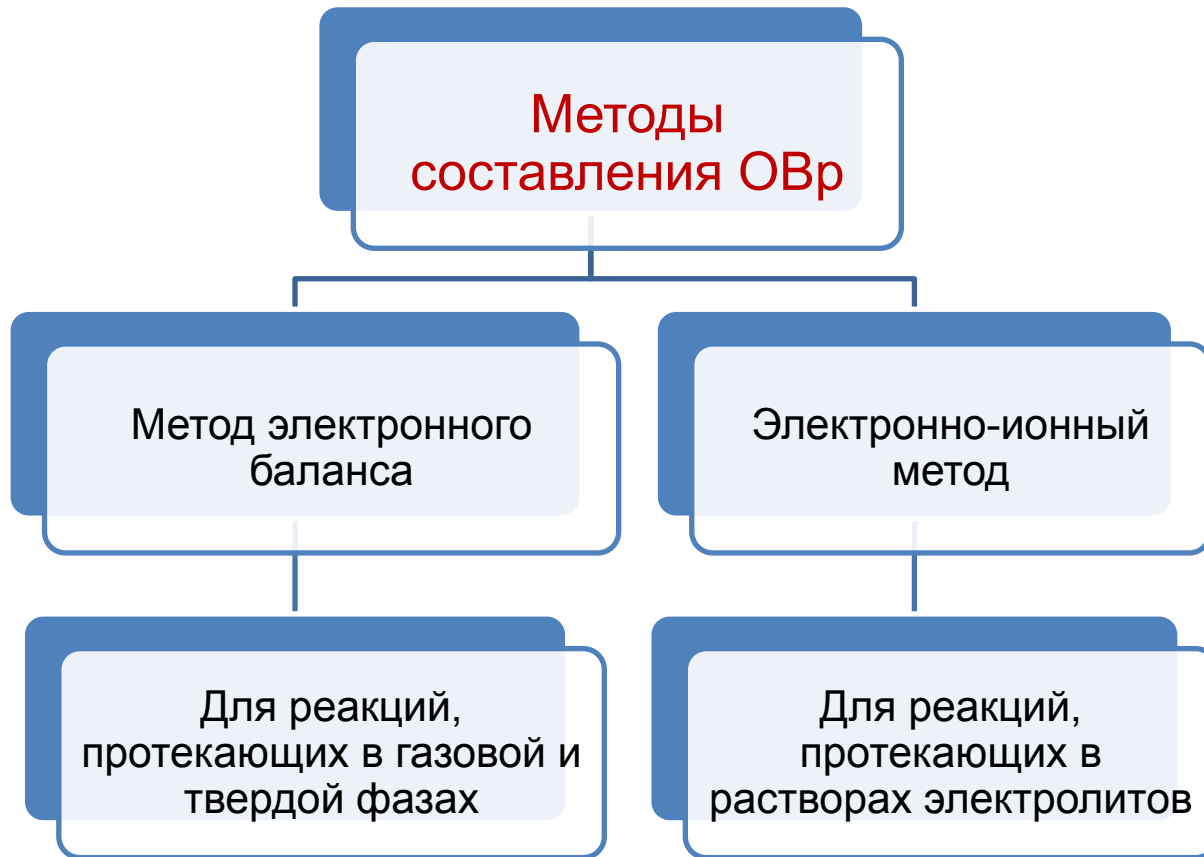 Методы
составления ОВр
Метод электронного
баланса
Электронно-ионный
метод
Для реакций,
протекающих в газовой и
твердой фазах
Для реакций,
протекающих в
растворах электролитов